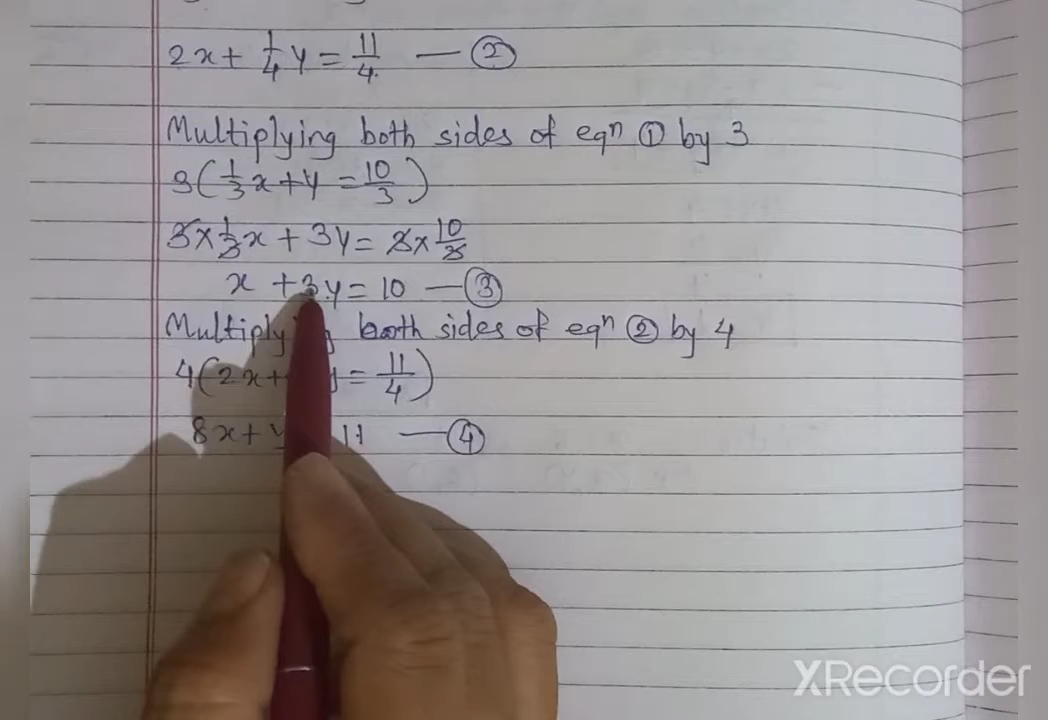 2x + 1/4 y = 11/4 — ②
Multiplying both sides of eqⁿ ① by 3
3(1/3 x + y = 10/3)
3 × 1/3 x + 3y = 3 × 10/3
x + 3y = 10 — ③
Multiplying both sides of eqⁿ ② by 4
4(2x + = 11/4)
8x + y 11 — ④
XRecorder